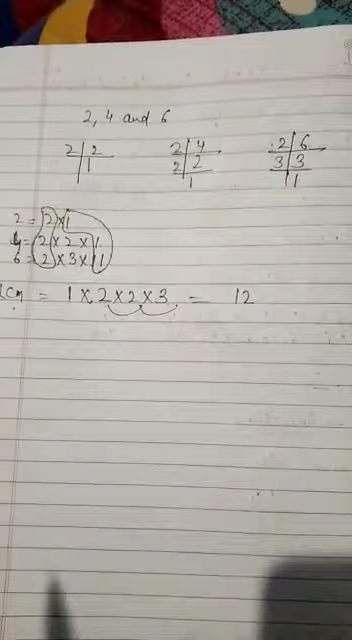 2, 4 and 6
2 | 2   2 | 4   2 | 6
1   2 | 2   3 | 3
1   1
2 = 2 × 1
4 = 2 × 2 × 1
6 = 2 × 3 × 1
LCM = 1 × 2 × 2 × 3 = 12